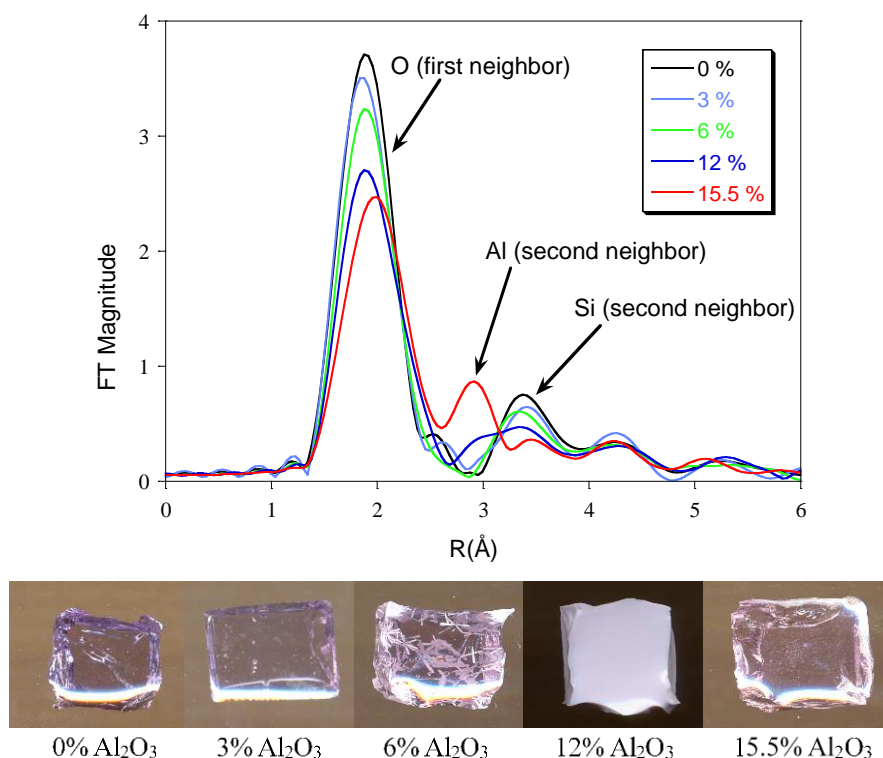 4
3
2
1
0
FT Magnitude
O (first neighbor)
Al (second neighbor)
Si (second neighbor)
0 %
3 %
6 %
12 %
15.5 %
0 1 2 3 4 5 6
R(Å)
0% Al₂O₃ 3% Al₂O₃ 6% Al₂O₃ 12% Al₂O₃ 15.5% Al₂O₃